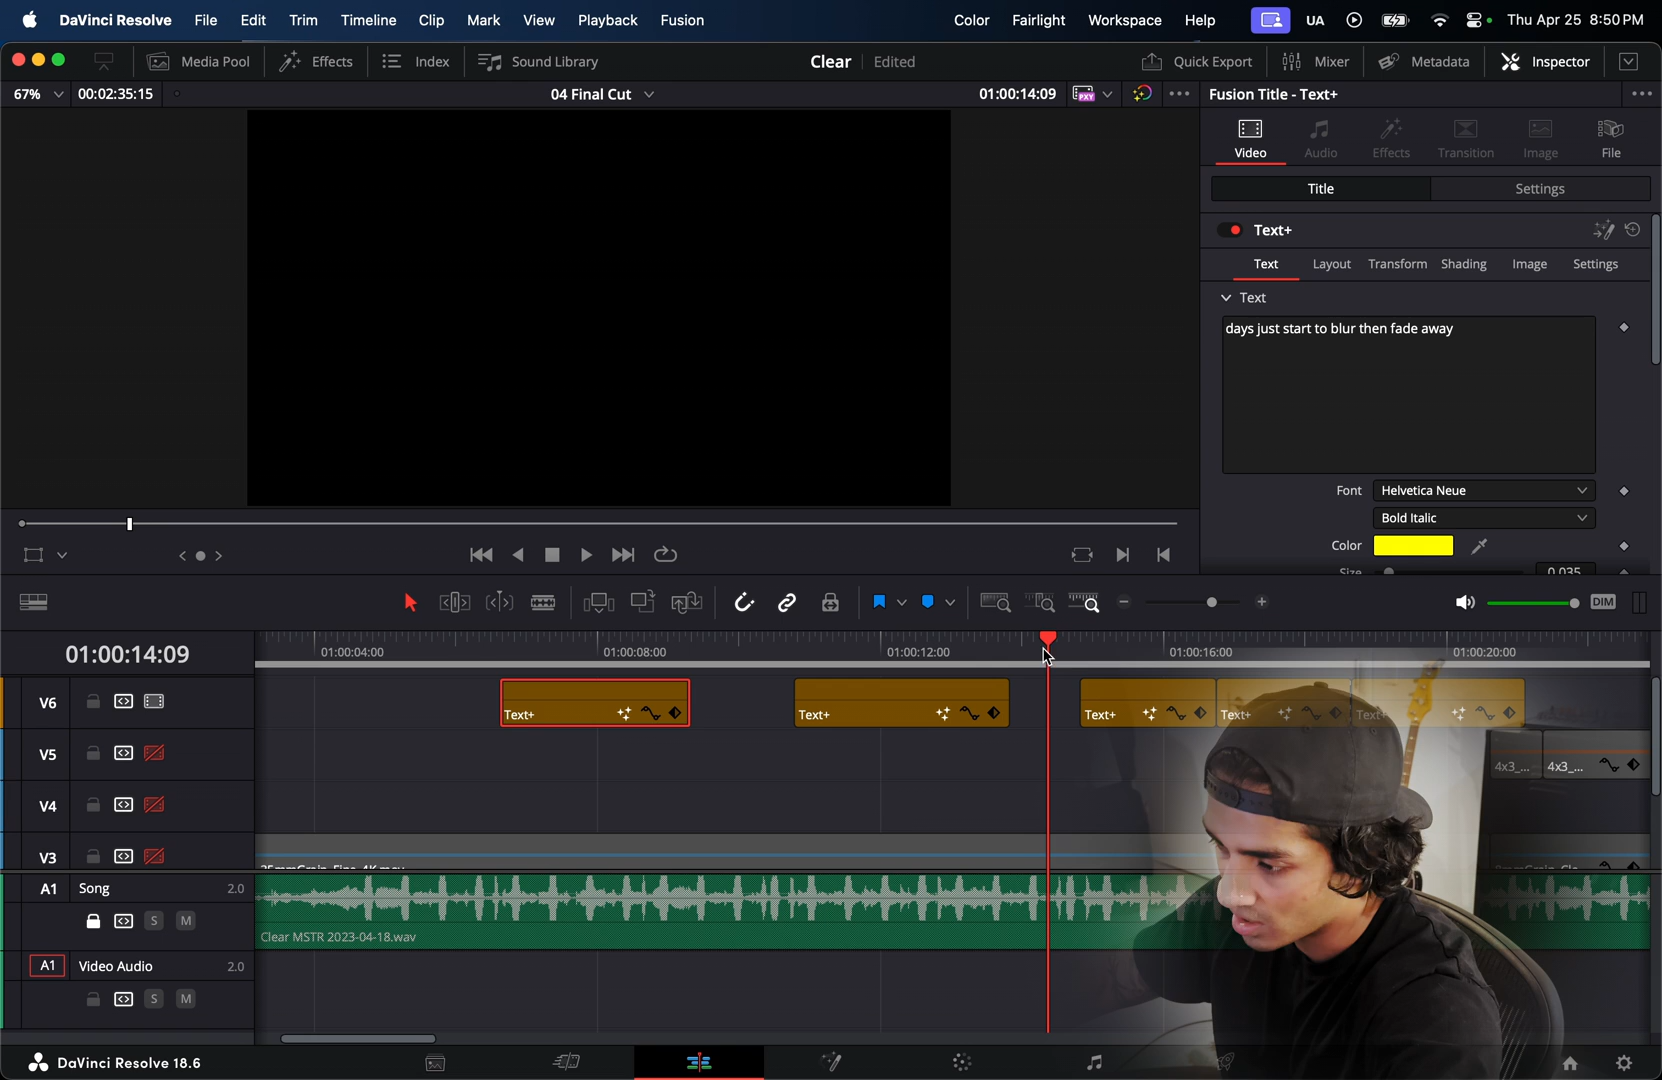 DaVinci Resolve File Edit Trim Timeline Clip Mark View Playback Fusion Color Fairlight Workspace Help UA Thu Apr 25 8:50 PM
Media Pool Effects Index Sound Library Clear Edited Quick Export Mixer Metadata Inspector
67% 00:02:35:15 04 Final Cut 01:00:14:09 PXY Fusion Title - Text+
Video Audio Effects Transition Image File
Title Settings
Text+
Text Layout Transform Shading Image Settings
Text
days just start to blur then fade away
Font Helvetica Neue
Bold Italic
Color
Size 0.035
DIM
01:00:14:09 01:00:04:00 01:00:08:00 01:00:12:00 01:00:16:00 01:00:20:00
V6 Text+ Text+ Text+ Text+ Text+
V5 4x3_... 4x3_...
V4
V3 35mmGrain_Fine_4K.mov
A1 Song 2.0
S M
Clear MSTR 2023-04-18.wav
A1 Video Audio 2.0
S M
DaVinci Resolve 18.6